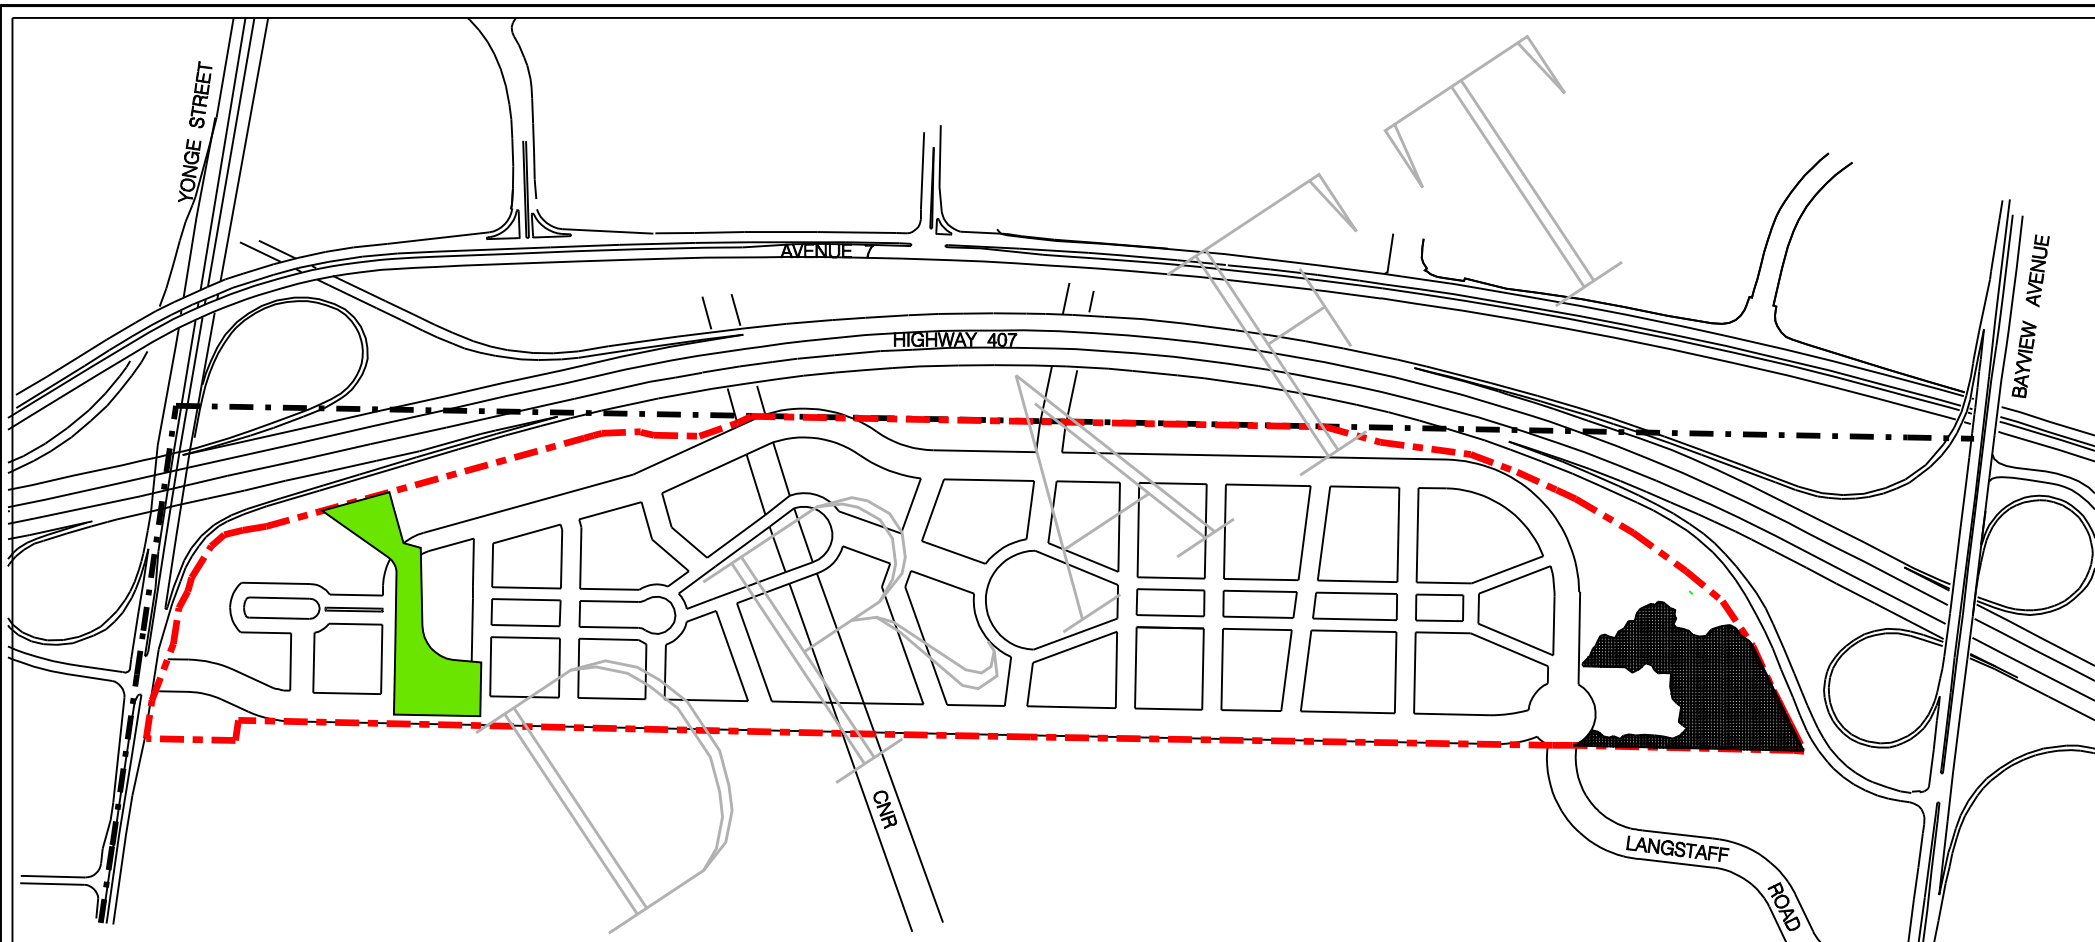 YONGE STREET
AVENUE 7
HIGHWAY 407
BAYVIEW AVENUE
DRAFT
CNR
LANGSTAFF
ROAD